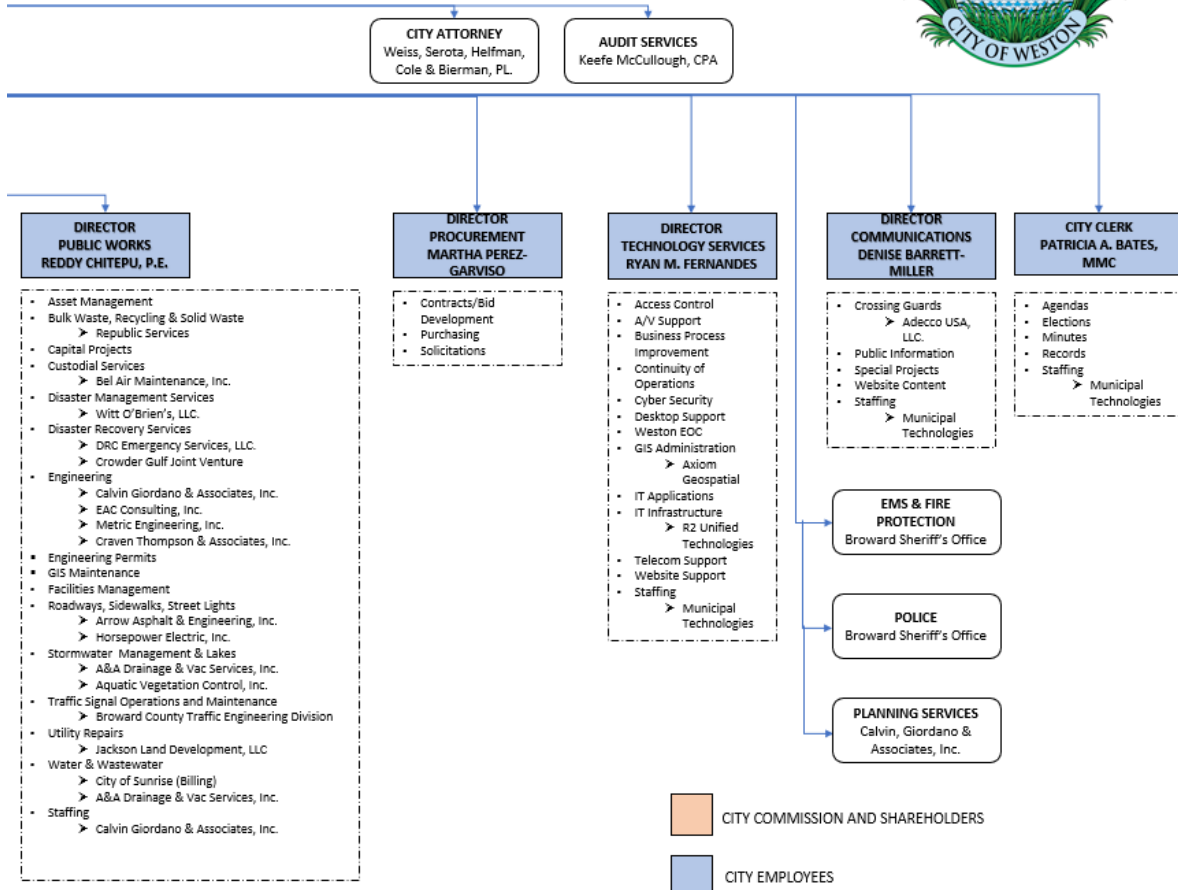 CITY OF WESTON
CITY ATTORNEY
Weiss, Serota, Helfman,
Cole & Bierman, PL.
AUDIT SERVICES
Keefe McCullough, CPA
DIRECTOR
PUBLIC WORKS
REDDY CHITEPU, P.E.
▪ Asset Management
▪ Bulk Waste, Recycling & Solid Waste
➤ Republic Services
▪ Capital Projects
▪ Custodial Services
➤ Bel Air Maintenance, Inc.
▪ Disaster Management Services
➤ Witt O’Brien’s, LLC.
▪ Disaster Recovery Services
➤ DRC Emergency Services, LLC.
➤ Crowder Gulf Joint Venture
▪ Engineering
➤ Calvin Giordano & Associates, Inc.
➤ EAC Consulting, Inc.
➤ Metric Engineering, Inc.
➤ Craven Thompson & Associates, Inc.
▪ Engineering Permits
▪ GIS Maintenance
▪ Facilities Management
▪ Roadways, Sidewalks, Street Lights
➤ Arrow Asphalt & Engineering, Inc.
➤ Horsepower Electric, Inc.
▪ Stormwater Management & Lakes
➤ A&A Drainage & Vac Services, Inc.
➤ Aquatic Vegetation Control, Inc.
▪ Traffic Signal Operations and Maintenance
➤ Broward County Traffic Engineering Division
▪ Utility Repairs
➤ Jackson Land Development, LLC
▪ Water & Wastewater
➤ City of Sunrise (Billing)
➤ A&A Drainage & Vac Services, Inc.
▪ Staffing
➤ Calvin Giordano & Associates, Inc.
DIRECTOR
PROCUREMENT
MARTHA PEREZ-
GARVISO
▪ Contracts/Bid
Development
▪ Purchasing
▪ Solicitations
DIRECTOR
TECHNOLOGY SERVICES
RYAN M. FERNANDES
▪ Access Control
▪ A/V Support
▪ Business Process
Improvement
▪ Continuity of
Operations
▪ Cyber Security
▪ Desktop Support
▪ Weston EOC
▪ GIS Administration
➤ Axiom
Geospatial
▪ IT Applications
▪ IT Infrastructure
➤ R2 Unified
Technologies
▪ Telecom Support
▪ Website Support
▪ Staffing
➤ Municipal
Technologies
DIRECTOR
COMMUNICATIONS
DENISE BARRETT-
MILLER
▪ Crossing Guards
➤ Adecco USA,
LLC.
▪ Public Information
▪ Special Projects
▪ Website Content
▪ Staffing
➤ Municipal
Technologies
CITY CLERK
PATRICIA A. BATES,
MMC
▪ Agendas
▪ Elections
▪ Minutes
▪ Records
▪ Staffing
➤ Municipal
Technologies
EMS & FIRE
PROTECTION
Broward Sheriff’s Office
POLICE
Broward Sheriff’s Office
PLANNING SERVICES
Calvin, Giordano &
Associates, Inc.
CITY COMMISSION AND SHAREHOLDERS
CITY EMPLOYEES